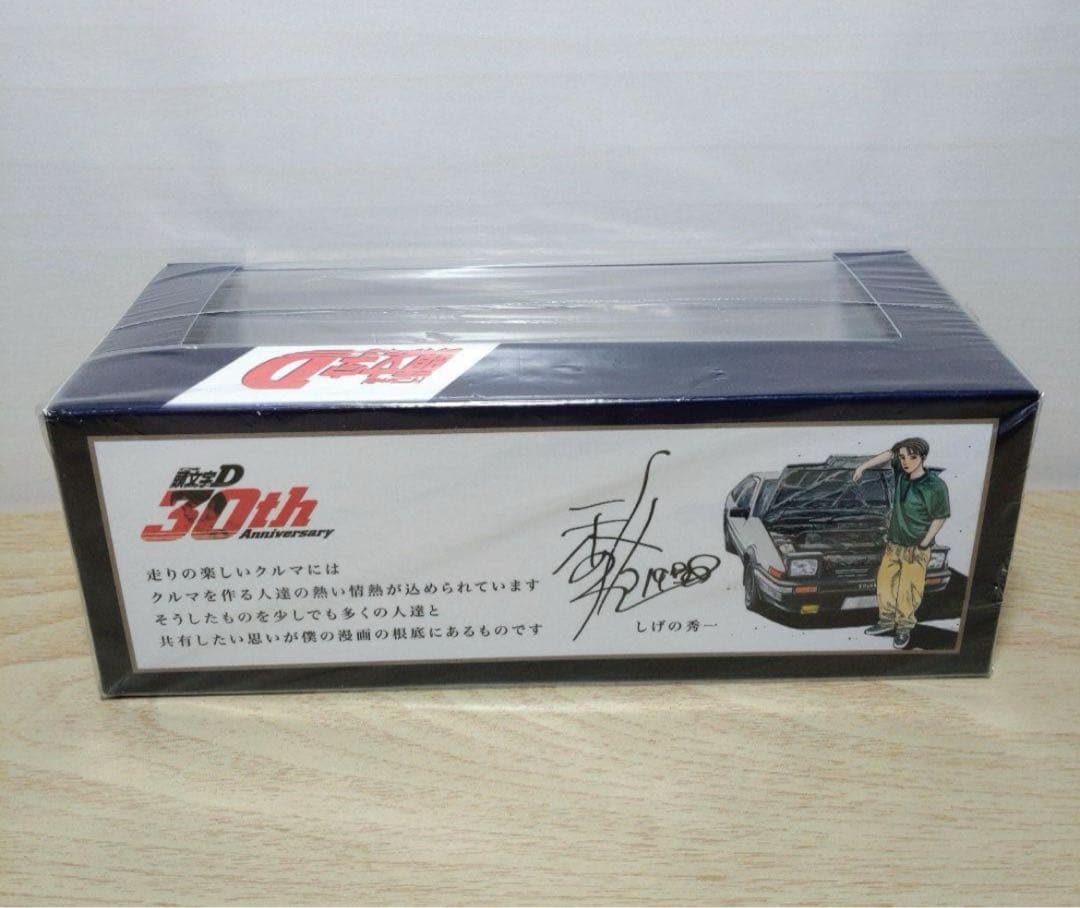 頭文字D
頭文字D
30th
Anniversary
走りの楽しいクルマには
クルマを作る人達の熱い情熱が込められています
そうしたものを少しでも多くの人達と
共有したい思いが僕の漫画の根底にあるものです
しげの秀一